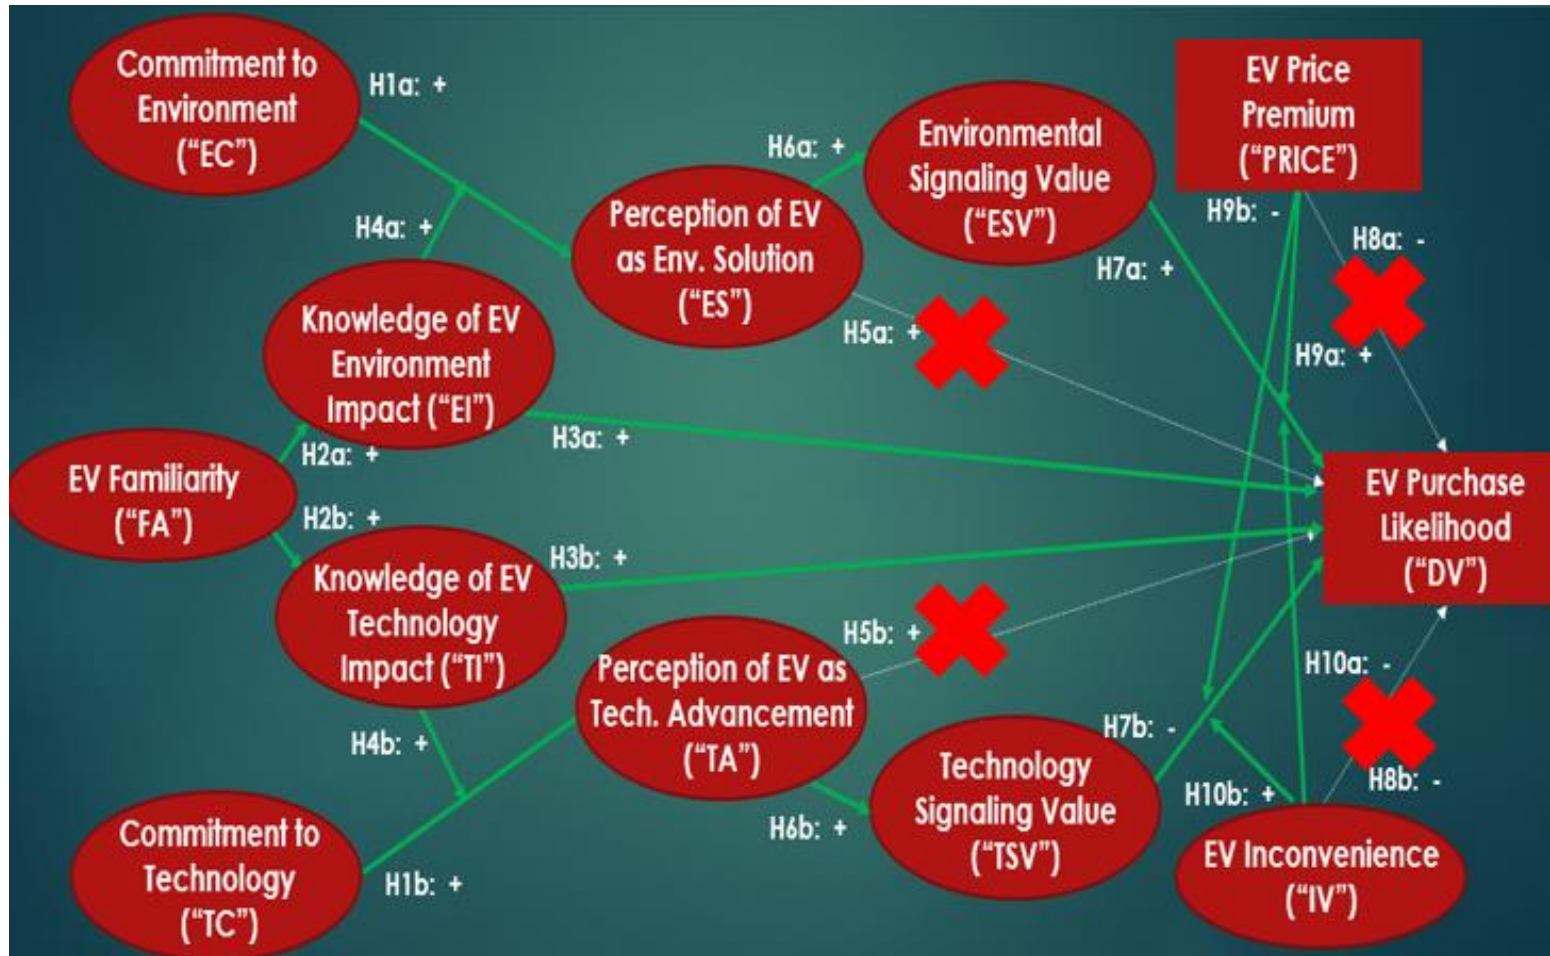 Commitment to
Environment
(“EC”)
H1a: +
H4a: +
Knowledge of EV
Environment
Impact (“EI”)
EV Familiarity
(“FA”)
H2a: +
H2b: +
Knowledge of EV
Technology
Impact (“TI”)
H4b: +
Commitment to
Technology
(“TC”)
H1b: +
H3a: +
H3b: +
Perception of EV
as Env. Solution
(“ES”)
H6a: +
H5a: +
Perception of EV as
Tech. Advancement
(“TA”)
H5b: +
H6b: +
Environmental
Signaling Value
(“ESV”)
H7a: +
Technology
Signaling Value
(“TSV”)
H7b: -
EV Price
Premium
(“PRICE”)
H9b: -
H8a: -
H9a: +
EV Purchase
Likelihood
(“DV”)
H10a: -
H8b: -
H10b: +
EV Inconvenience
(“IV”)